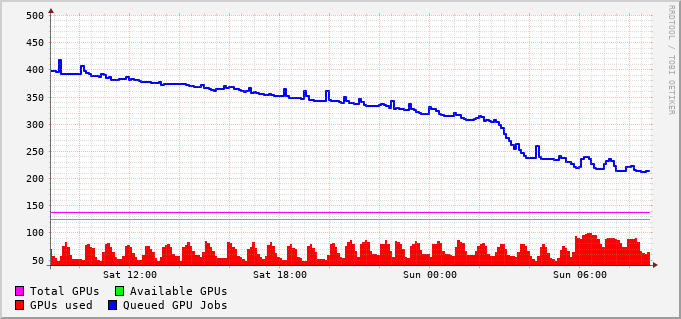 500
450
400
350
300
250
200
150
100
50
Sat 12:00 Sat 18:00 Sun 00:00 Sun 06:00
Total GPUs Available GPUs
GPUs used Queued GPU Jobs
RRDTOOL / TOBI OETIKER